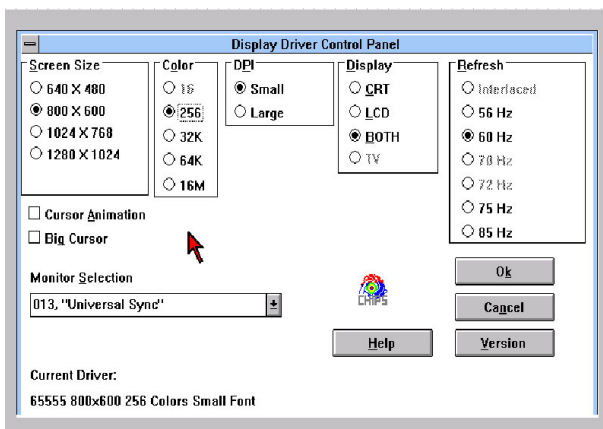 Display Driver Control Panel
Screen Size
640 X 480
800 X 600
1024 X 768
1280 X 1024
Color
16
256
32K
64K
16M
DPI
Small
Large
Display
CRT
LCD
BOTH
TV
Refresh
Interlaced
56 Hz
60 Hz
70 Hz
72 Hz
75 Hz
85 Hz
Cursor Animation
Big Cursor
Monitor Selection
013, "Universal Sync"
CHIPS
Ok
Cancel
Help
Version
Current Driver:
65555 800x600 256 Colors Small Font